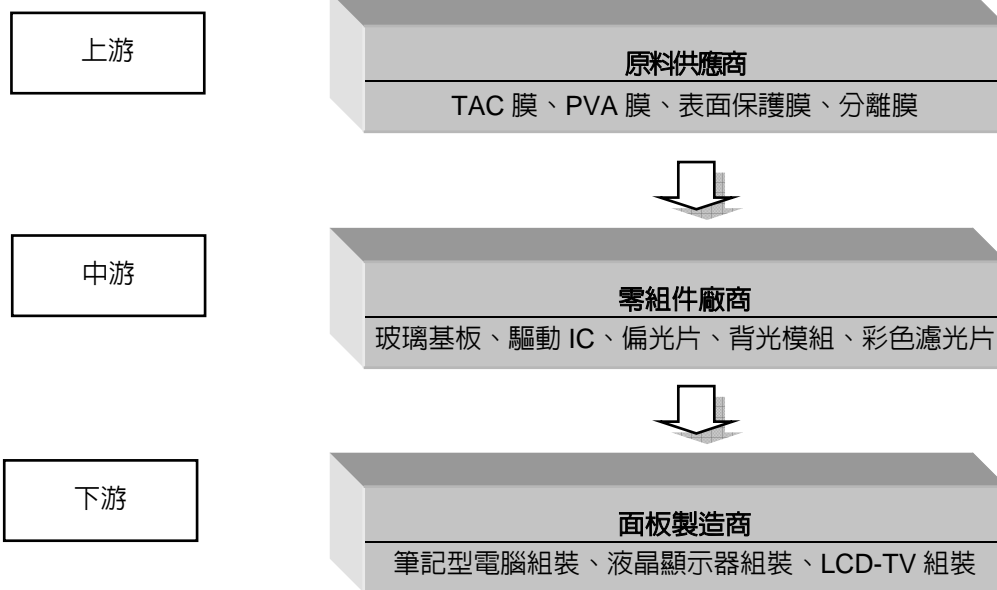 上游
原料供應商
TAC 膜、PVA 膜、表面保護膜、分離膜
中游
零組件廠商
玻璃基板、驅動 IC、偏光片、背光模組、彩色濾光片
下游
面板製造商
筆記型電腦組裝、液晶顯示器組裝、LCD-TV 組裝